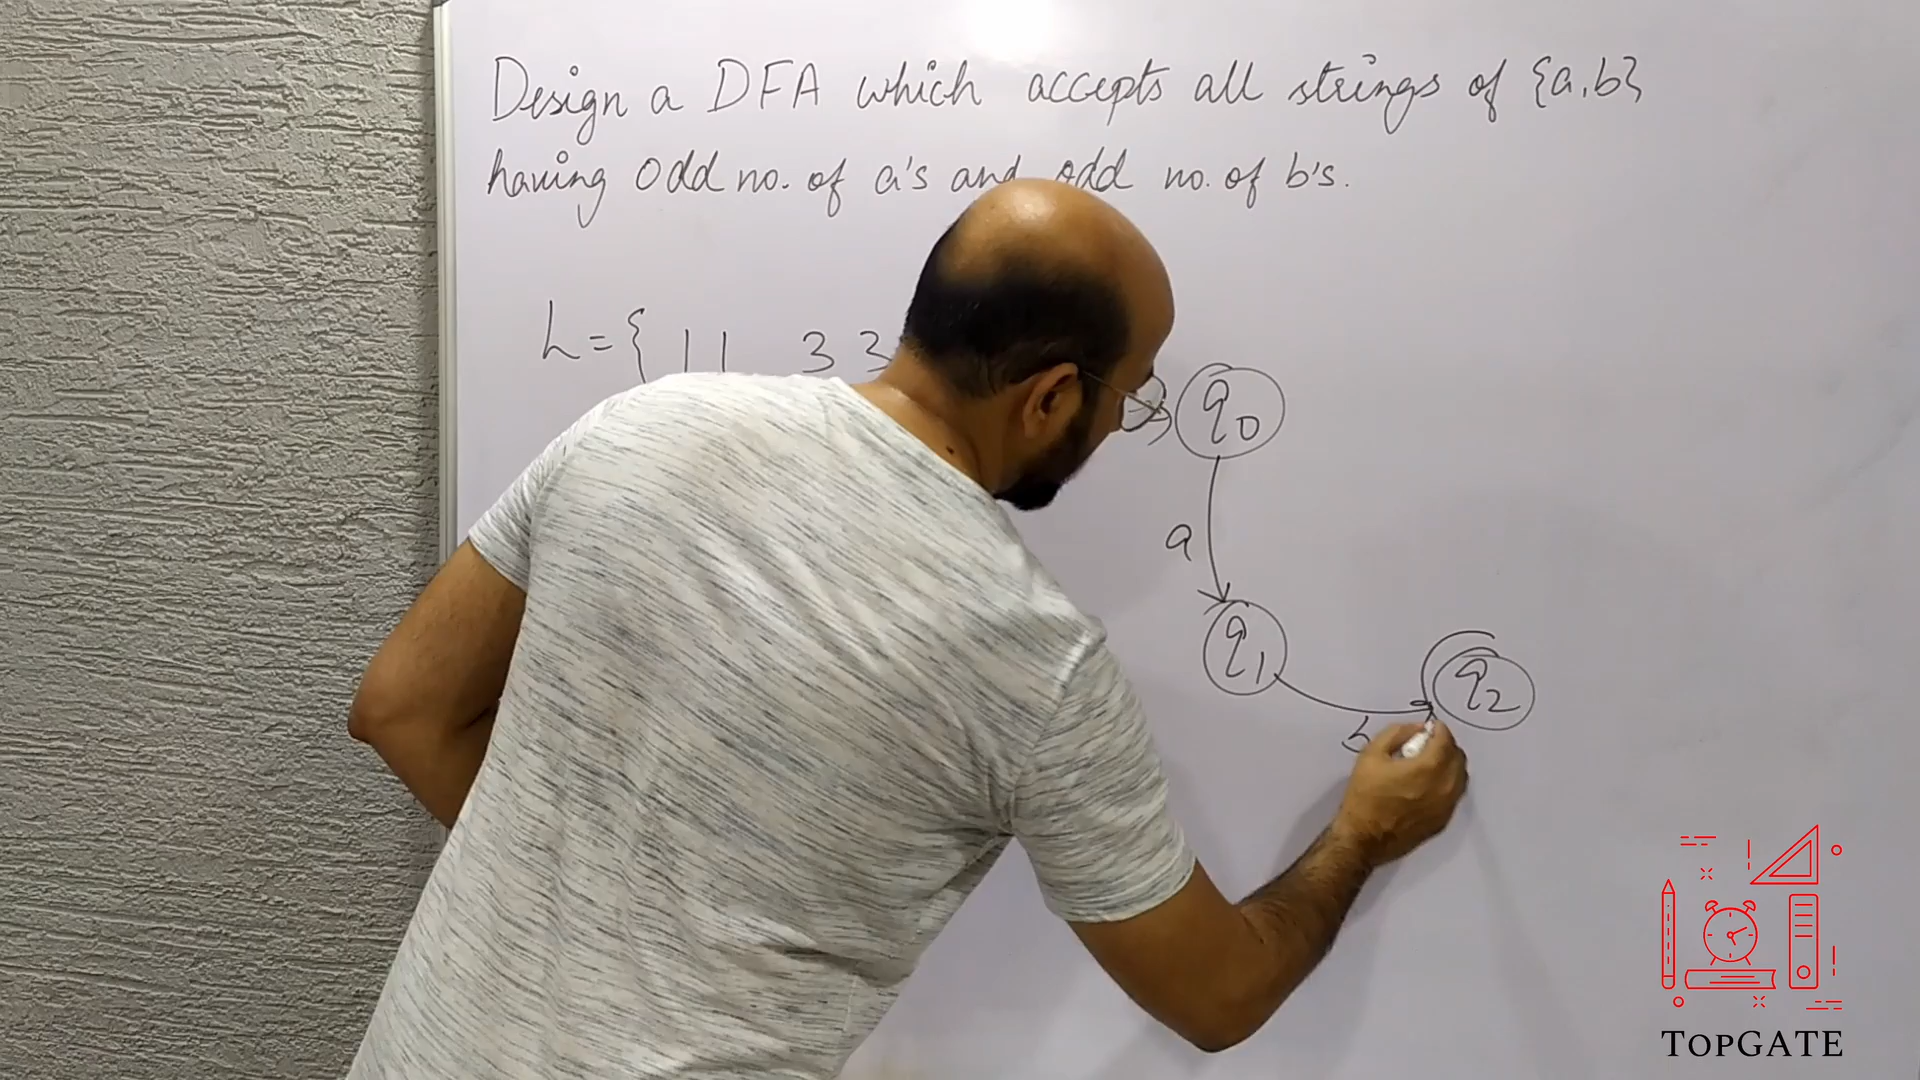 Design a DFA which accepts all strings of {a,b}
having odd no. of a's and odd no. of b's.
L = { 11 33
q0
a
q1
q2
b
TOPGATE